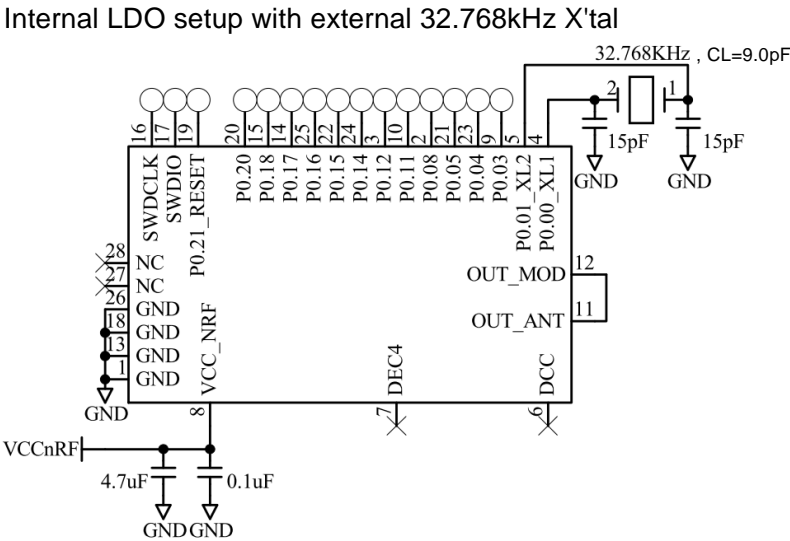 Internal LDO setup with external 32.768kHz X'tal
32.768KHz , CL=9.0pF
2 1
15pF 15pF
GND GND
16 17 19 20 15 14 25 22 24 3 10 2 21 23 9 5 4
SWDCLK
SWDIO
P0.21_RESET
P0.20
P0.18
P0.17
P0.16
P0.15
P0.14
P0.12
P0.11
P0.08
P0.05
P0.04
P0.03
P0.01_XL2
P0.00_XL1
28 NC
27 NC
26 GND
18 GND
13 GND
1 GND
GND
OUT_MOD 12
OUT_ANT 11
VCC_NRF
DEC4
DCC
8 7 6
VCCnRF
4.7uF 0.1uF
GND GND